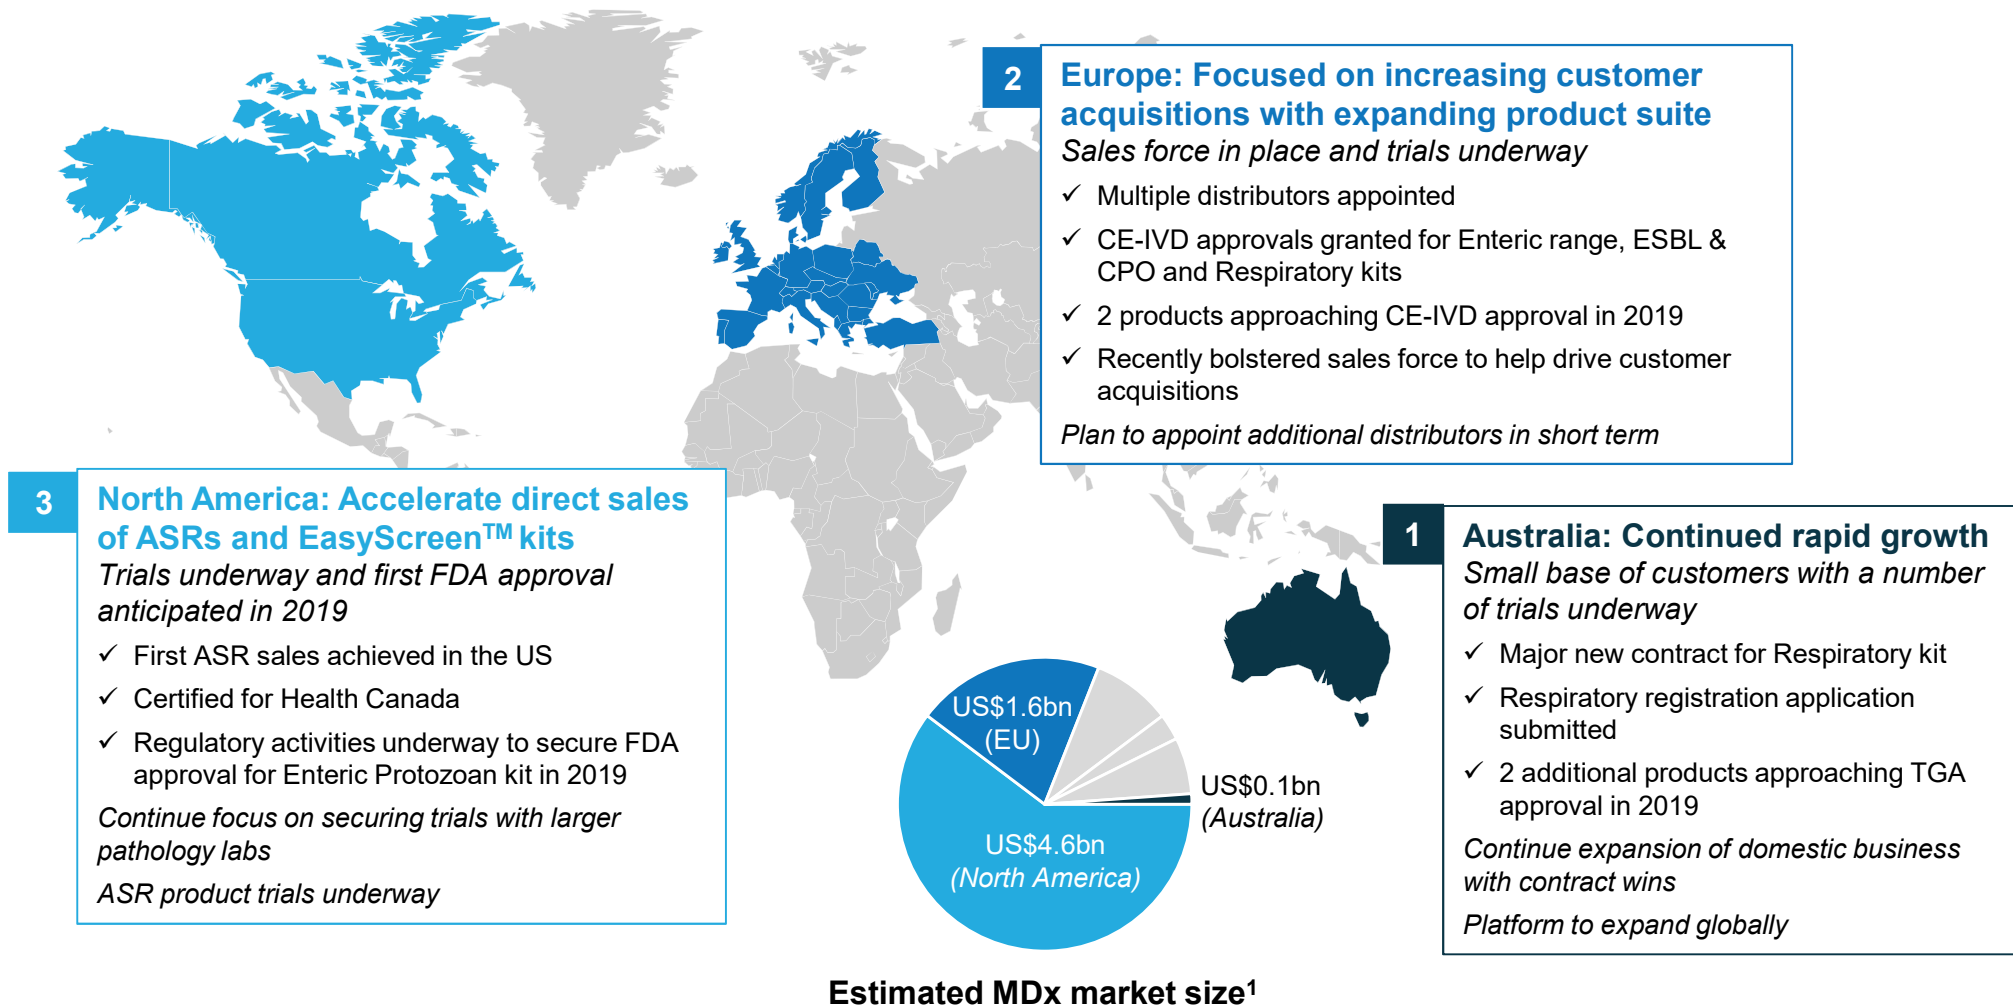 2
Europe: Focused on increasing customer
acquisitions with expanding product suite
Sales force in place and trials underway
✓ Multiple distributors appointed
✓ CE-IVD approvals granted for Enteric range, ESBL &
CPO and Respiratory kits
✓ 2 products approaching CE-IVD approval in 2019
✓ Recently bolstered sales force to help drive customer
acquisitions
Plan to appoint additional distributors in short term
3
North America: Accelerate direct sales
of ASRs and EasyScreen™ kits
Trials underway and first FDA approval
anticipated in 2019
✓ First ASR sales achieved in the US
✓ Certified for Health Canada
✓ Regulatory activities underway to secure FDA
approval for Enteric Protozoan kit in 2019
Continue focus on securing trials with larger
pathology labs
ASR product trials underway
1
Australia: Continued rapid growth
Small base of customers with a number
of trials underway
✓ Major new contract for Respiratory kit
✓ Respiratory registration application
submitted
✓ 2 additional products approaching TGA
approval in 2019
Continue expansion of domestic business
with contract wins
Platform to expand globally
US$1.6bn
(EU)
US$0.1bn
(Australia)
US$4.6bn
(North America)
Estimated MDx market size¹